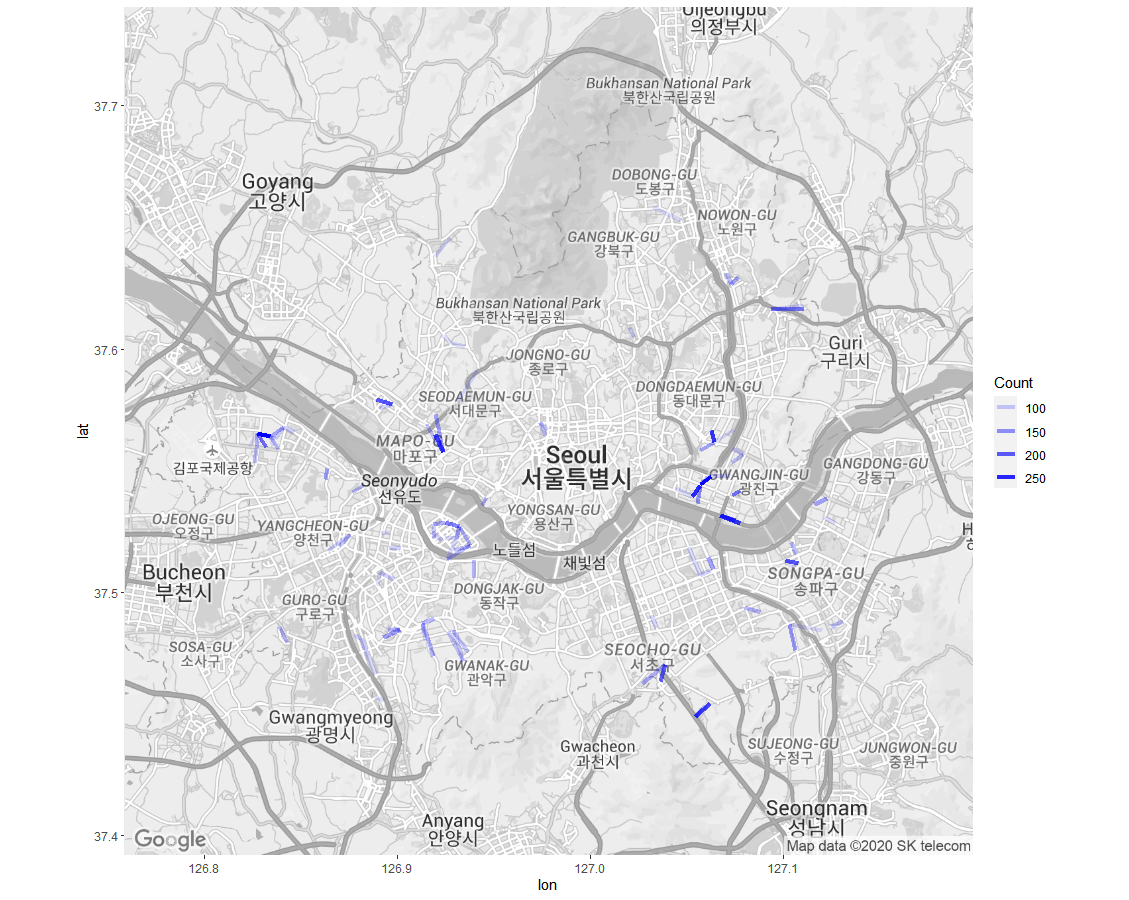 Uijeongbu
의정부시
Bukhansan National Park
북한산국립공원
37.7
DOBONG-GU
도봉구
Goyang
고양시
NOWON-GU
노원구
GANGBUK-GU
강북구
Bukhansan National Park
북한산국립공원
Guri
구리시
37.6
JONGNO-GU
종로구
Count
100
150
200
250
DONGDAEMUN-GU
동대문구
SEODAEMUN-GU
서대문구
lat
MAPO-GU
마포구
Seoul
서울특별시
김포국제공항
GANGDONG-GU
강동구
GWANGJIN-GU
광진구
Seonyudo
선유도
YONGSAN-GU
용산구
OJEONG-GU
오정구
YANGCHEON-GU
양천구
노들섬
채빛섬
Bucheon
부천시
SONGPA-GU
송파구
37.5
DONGJAK-GU
동작구
GURO-GU
구로구
SOSA-GU
소사구
SEOCHO-GU
서초구
GWANAK-GU
관악구
Gwangmyeong
광명시
Gwacheon
과천시
SUJEONG-GU
수정구
JUNGWON-GU
중원구
Seongnam
성남시
Anyang
안양시
37.4
Google
Map data ©2020 SK telecom
126.8
126.9
127.0
127.1
lon